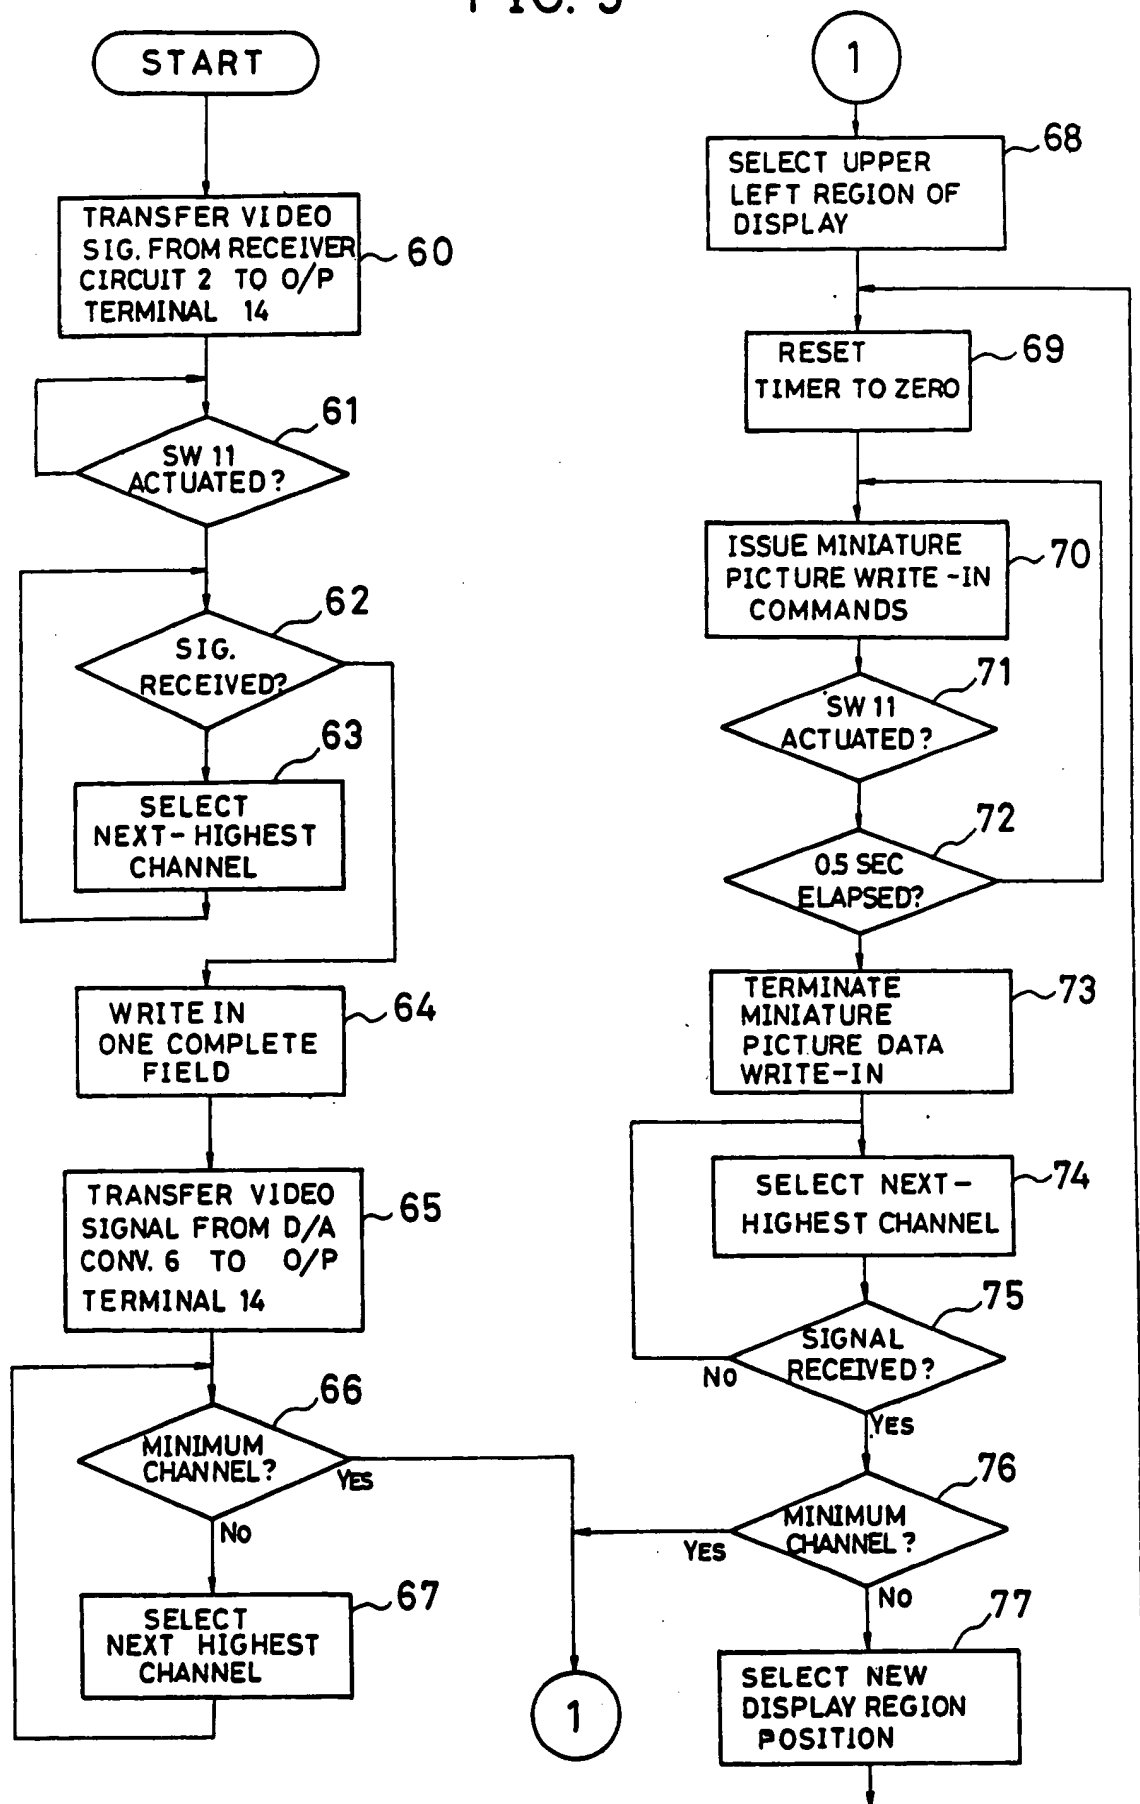 FIG. 5
START
TRANSFER VIDEO
SIG. FROM RECEIVER
CIRCUIT 2 TO O/P
TERMINAL 14
60
SW 11
ACTUATED?
61
SIG.
RECEIVED?
62
SELECT
NEXT-HIGHEST
CHANNEL
63
WRITE IN
ONE COMPLETE
FIELD
64
TRANSFER VIDEO
SIGNAL FROM D/A
CONV. 6 TO O/P
TERMINAL 14
65
MINIMUM
CHANNEL?
66
YES
NO
SELECT
NEXT HIGHEST
CHANNEL
67
1
1
SELECT UPPER
LEFT REGION OF
DISPLAY
68
RESET
TIMER TO ZERO
69
ISSUE MINIATURE
PICTURE WRITE-IN
COMMANDS
70
SW 11
ACTUATED?
71
0.5 SEC
ELAPSED?
72
TERMINATE
MINIATURE
PICTURE DATA
WRITE-IN
73
SELECT NEXT-
HIGHEST CHANNEL
74
SIGNAL
RECEIVED?
75
NO
YES
MINIMUM
CHANNEL?
76
YES
NO
SELECT NEW
DISPLAY REGION
POSITION
77